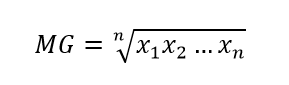 MG = ⁿ√x₁x₂ … xₙ